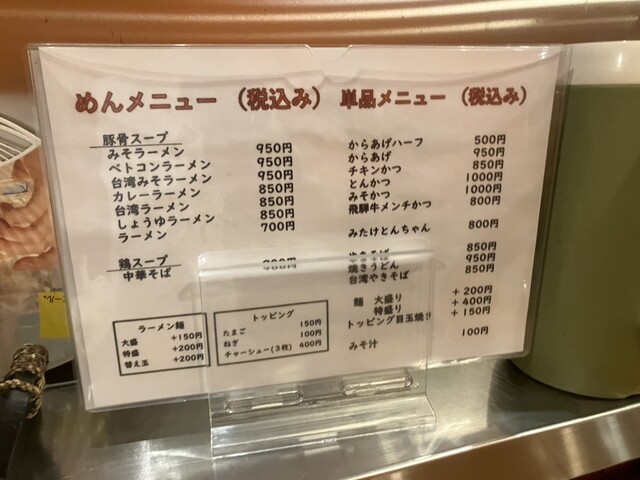 めんメニュー (税込み)
豚骨スープ
みそラーメン 950円
ベトコンラーメン 950円
台湾みそラーメン 950円
カレーラーメン 850円
台湾ラーメン 850円
しょうゆラーメン 850円
ラーメン 700円
鶏スープ
中華そば
ラーメン麺
大盛 +150円
特盛 +200円
替え玉 +200円
トッピング
たまご 150円
ねぎ 100円
チャーシュー(3枚) 400円
単品メニュー (税込み)
からあげハーフ 500円
からあげ 950円
チキンかつ 850円
とんかつ 1000円
みそかつ 1000円
飛騨牛メンチかつ 800円
みたけとんちゃん 800円
やきそば 850円
焼きうどん 950円
台湾やきそば 850円
麺 大盛り +200円
特盛り +400円
トッピング目玉焼き +150円
みそ汁 100円